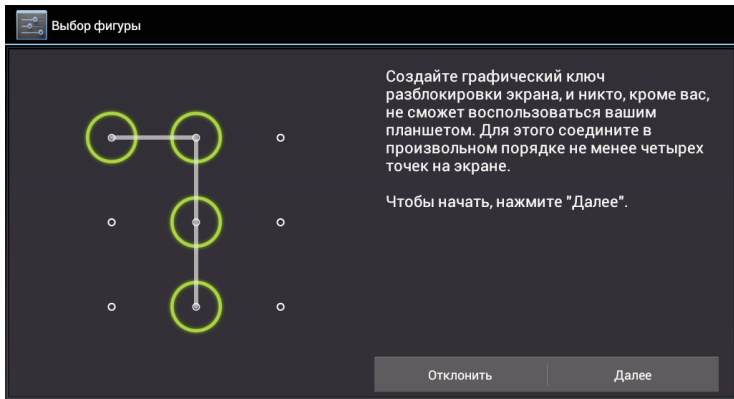 Выбор фигуры
Создайте графический ключ
разблокировки экрана, и никто, кроме вас,
не сможет воспользоваться вашим
планшетом. Для этого соедините в
произвольном порядке не менее четырех
точек на экране.
Чтобы начать, нажмите "Далее".
Отклонить
Далее